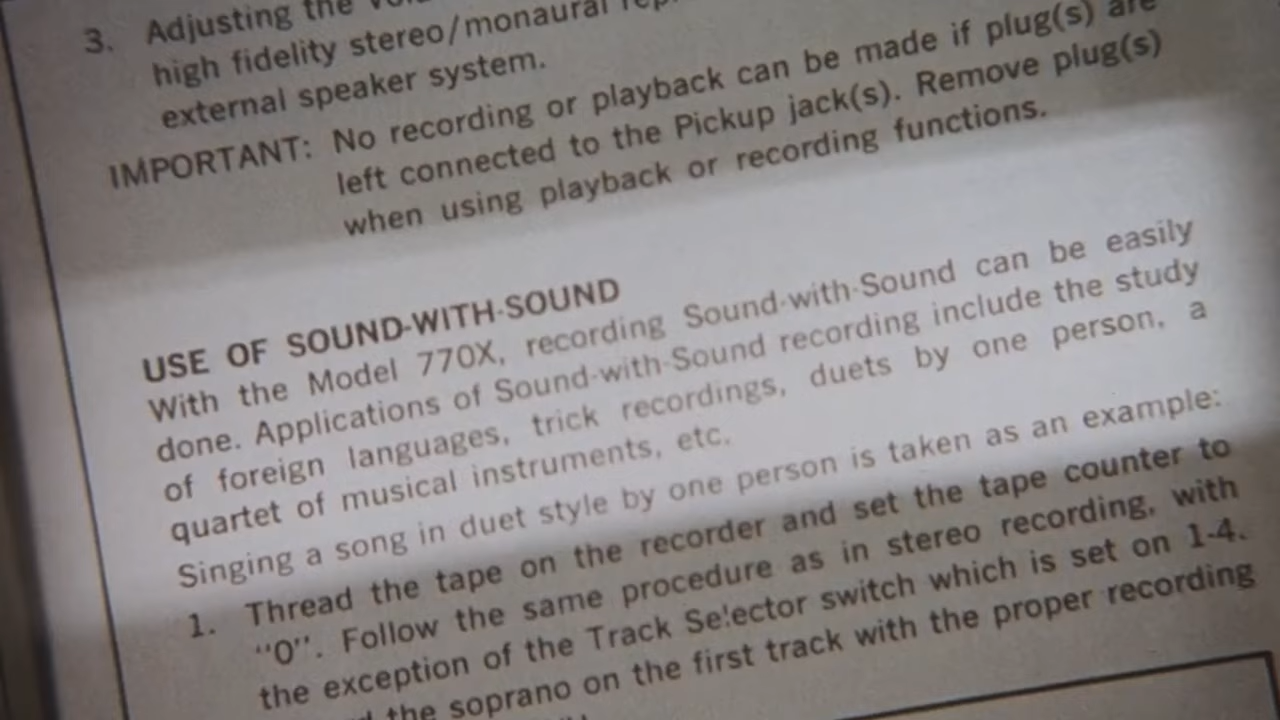 3. Adjusting the
high fidelity stereo/monaural
external speaker system.
IMPORTANT: No recording or playback can be made if plug(s) are
left connected to the Pickup jack(s). Remove plug(s)
when using playback or recording functions.
USE OF SOUND-WITH-SOUND
With the Model 770X, recording Sound-with-Sound can be easily
done. Applications of Sound-with-Sound recording include the study
of foreign languages, trick recordings, duets by one person, a
quartet of musical instruments, etc.
Singing a song in duet style by one person is taken as an example:
1. Thread the tape on the recorder and set the tape counter to
“0”. Follow the same procedure as in stereo recording, with
the exception of the Track Selector switch which is set on 1-4.
the soprano on the first track with the proper recording